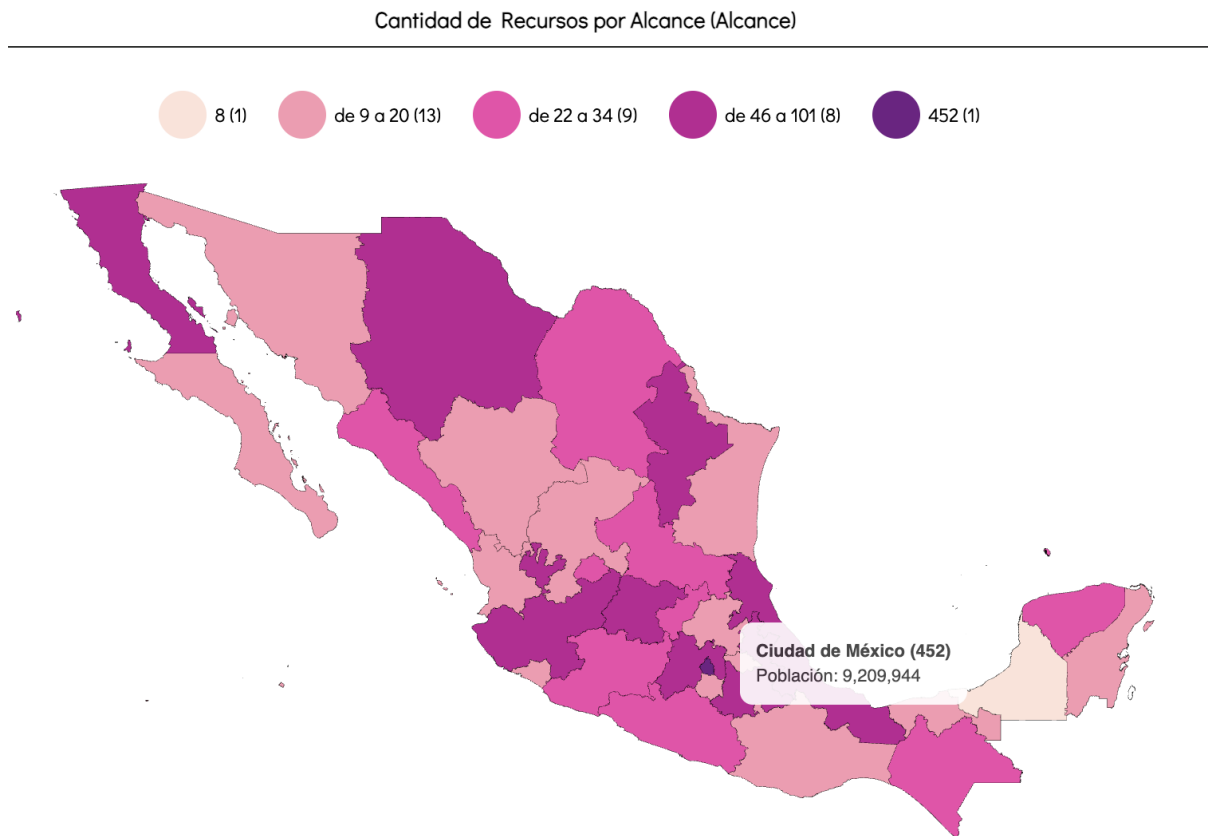 Cantidad de Recursos por Alcance (Alcance)
8 (1) de 9 a 20 (13) de 22 a 34 (9) de 46 a 101 (8) 452 (1)
Ciudad de México (452)
Población: 9,209,944